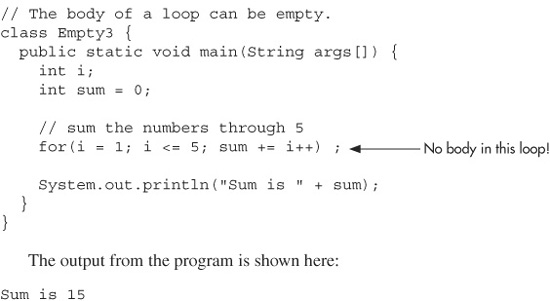 // The body of a loop can be empty.
class Empty3 {
  public static void main(String args[]) {
    int i;
    int sum = 0;

    // sum the numbers through 5
    for(i = 1; i <= 5; sum += i++) ; No body in this loop!

    System.out.println("Sum is " + sum);
  }
}
The output from the program is shown here:
Sum is 15